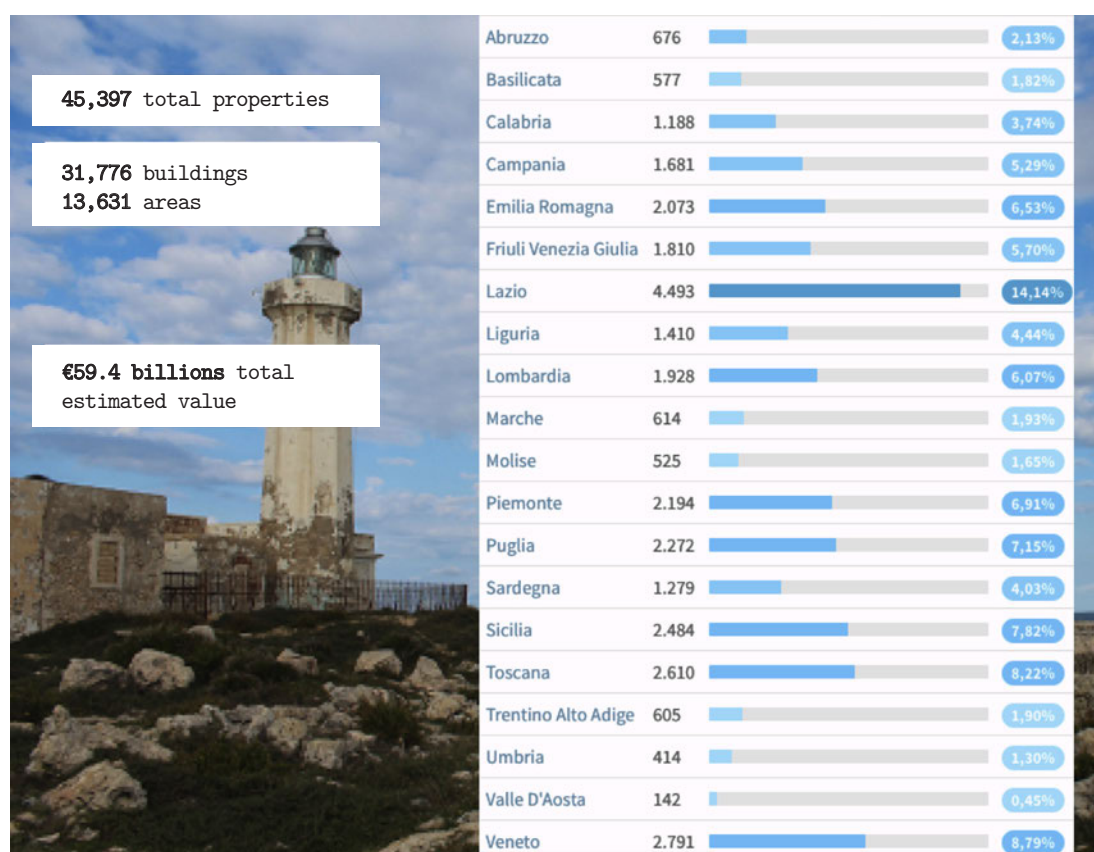 45,397 total properties
31,776 buildings
13,631 areas
€59.4 billions total
estimated value
Abruzzo 676 2,13%
Basilicata 577 1,82%
Calabria 1.188 3,74%
Campania 1.681 5,29%
Emilia Romagna 2.073 6,53%
Friuli Venezia Giulia 1.810 5,70%
Lazio 4.493 14,14%
Liguria 1.410 4,44%
Lombardia 1.928 6,07%
Marche 614 1,93%
Molise 525 1,65%
Piemonte 2.194 6,91%
Puglia 2.272 7,15%
Sardegna 1.279 4,03%
Sicilia 2.484 7,82%
Toscana 2.610 8,22%
Trentino Alto Adige 605 1,90%
Umbria 414 1,30%
Valle D'Aosta 142 0,45%
Veneto 2.791 8,79%